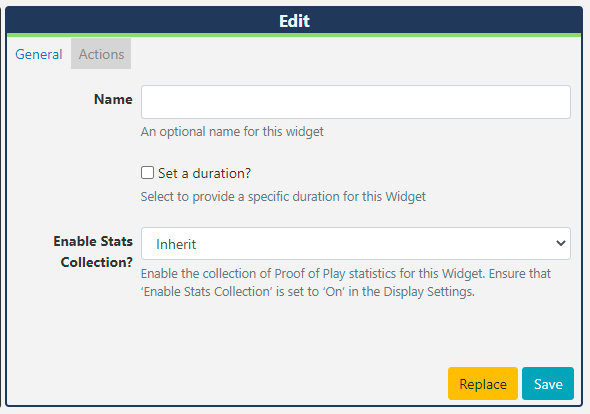 Edit
General Actions
Name
An optional name for this widget
Set a duration?
Select to provide a specific duration for this Widget
Enable Stats Collection?
Inherit
Enable the collection of Proof of Play statistics for this Widget. Ensure that
‘Enable Stats Collection’ is set to ‘On’ in the Display Settings.
Replace Save